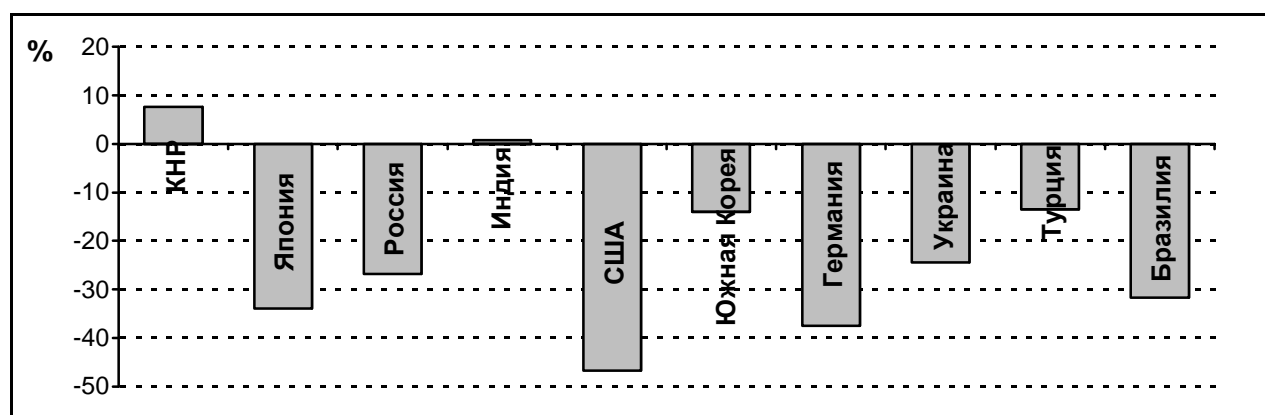 %
20
10
0
-10
-20
-30
-40
-50
КНР
Япония
Россия
Индия
США
Южная Корея
Германия
Украина
Турция
Бразилия